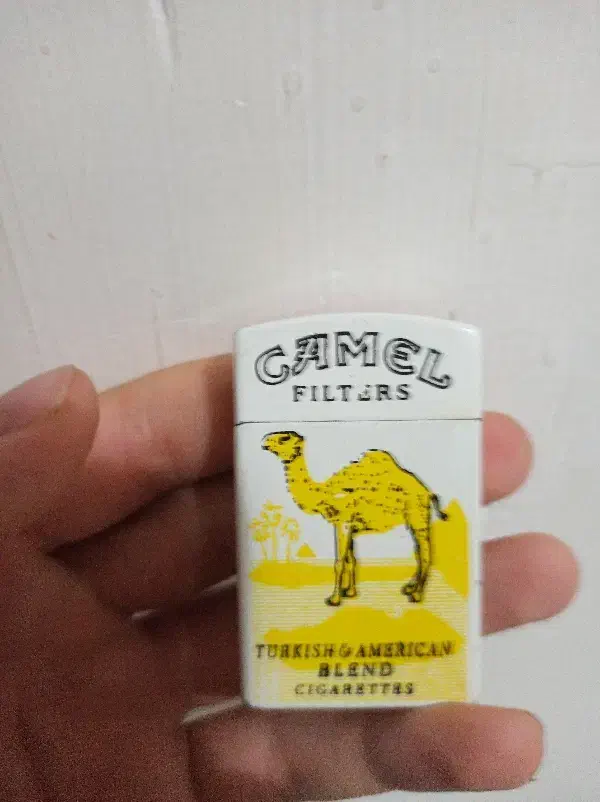 CAMEL
FILTERS
TURKISH & AMERICAN
BLEND
CIGARETTES